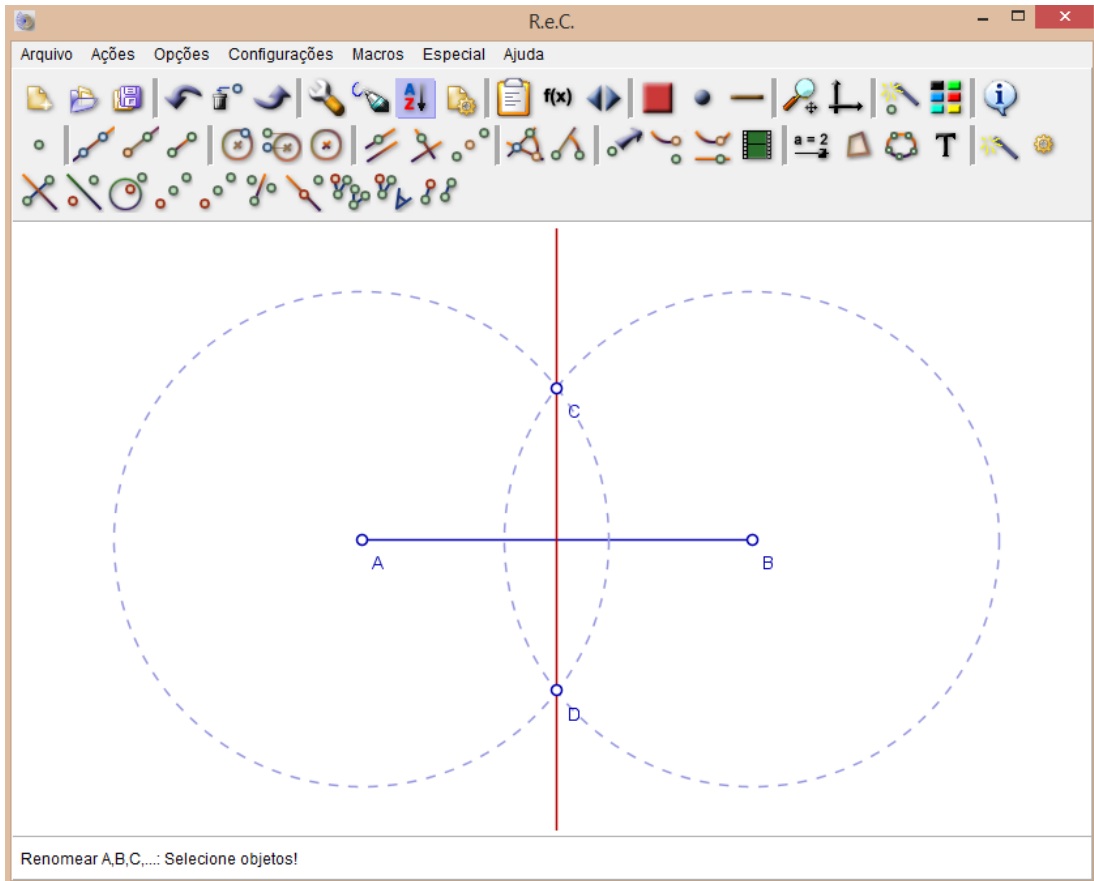 R.e.C.
Arquivo Ações Opções Configurações Macros Especial Ajuda
A Z f(x) i
a = 2 T
C
A B
D
Renomear A,B,C,...: Selecione objetos!